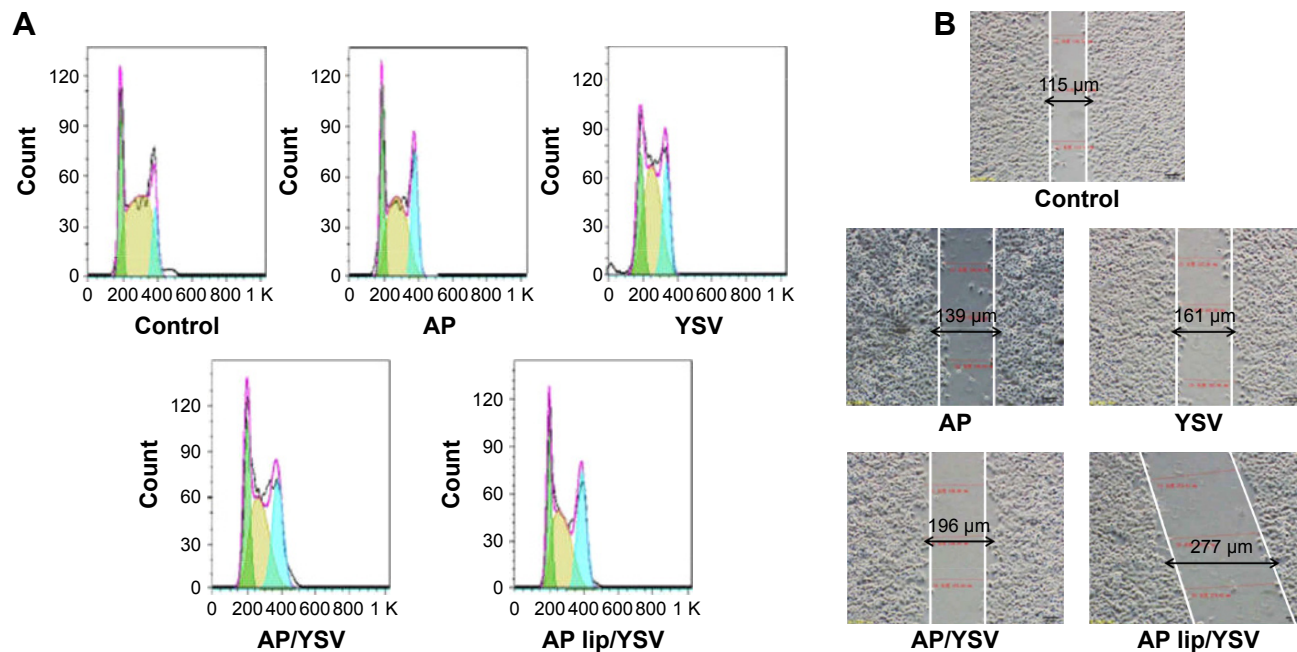 A
Count
120
90
60
30
0
0 200 400 600 800 1 K
Control
Count
120
90
60
30
0
0 200 400 600 800 1 K
AP
Count
120
90
60
30
0
0 200 400 600 800 1 K
YSV
Count
120
90
60
30
0
0 200 400 600 800 1 K
AP/YSV
Count
120
90
60
30
0
0 200 400 600 800 1 K
AP lip/YSV
B
115 µm
Control
139 µm
AP
161 µm
YSV
196 µm
AP/YSV
277 µm
AP lip/YSV